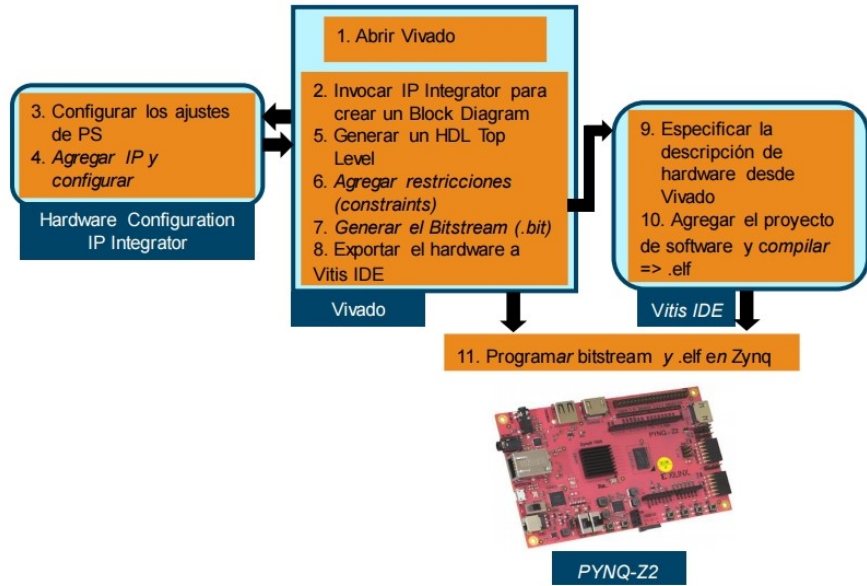 1. Abrir Vivado
2. Invocar IP Integrator para
crear un Block Diagram
5. Generar un HDL Top
Level
6. Agregar restricciones
(constraints)
7. Generar el Bitstream (.bit)
8. Exportar el hardware a
Vitis IDE
Vivado
3. Configurar los ajustes
de PS
4. Agregar IP y
configurar
Hardware Configuration
IP Integrator
9. Especificar la
descripción de
hardware desde
Vivado
10. Agregar el proyecto
de software y compilar
=> .elf
Vitis IDE
11. Programar bitstream y .elf en Zynq
PYNQ-Z2
XILINX
PYNQ-Z2